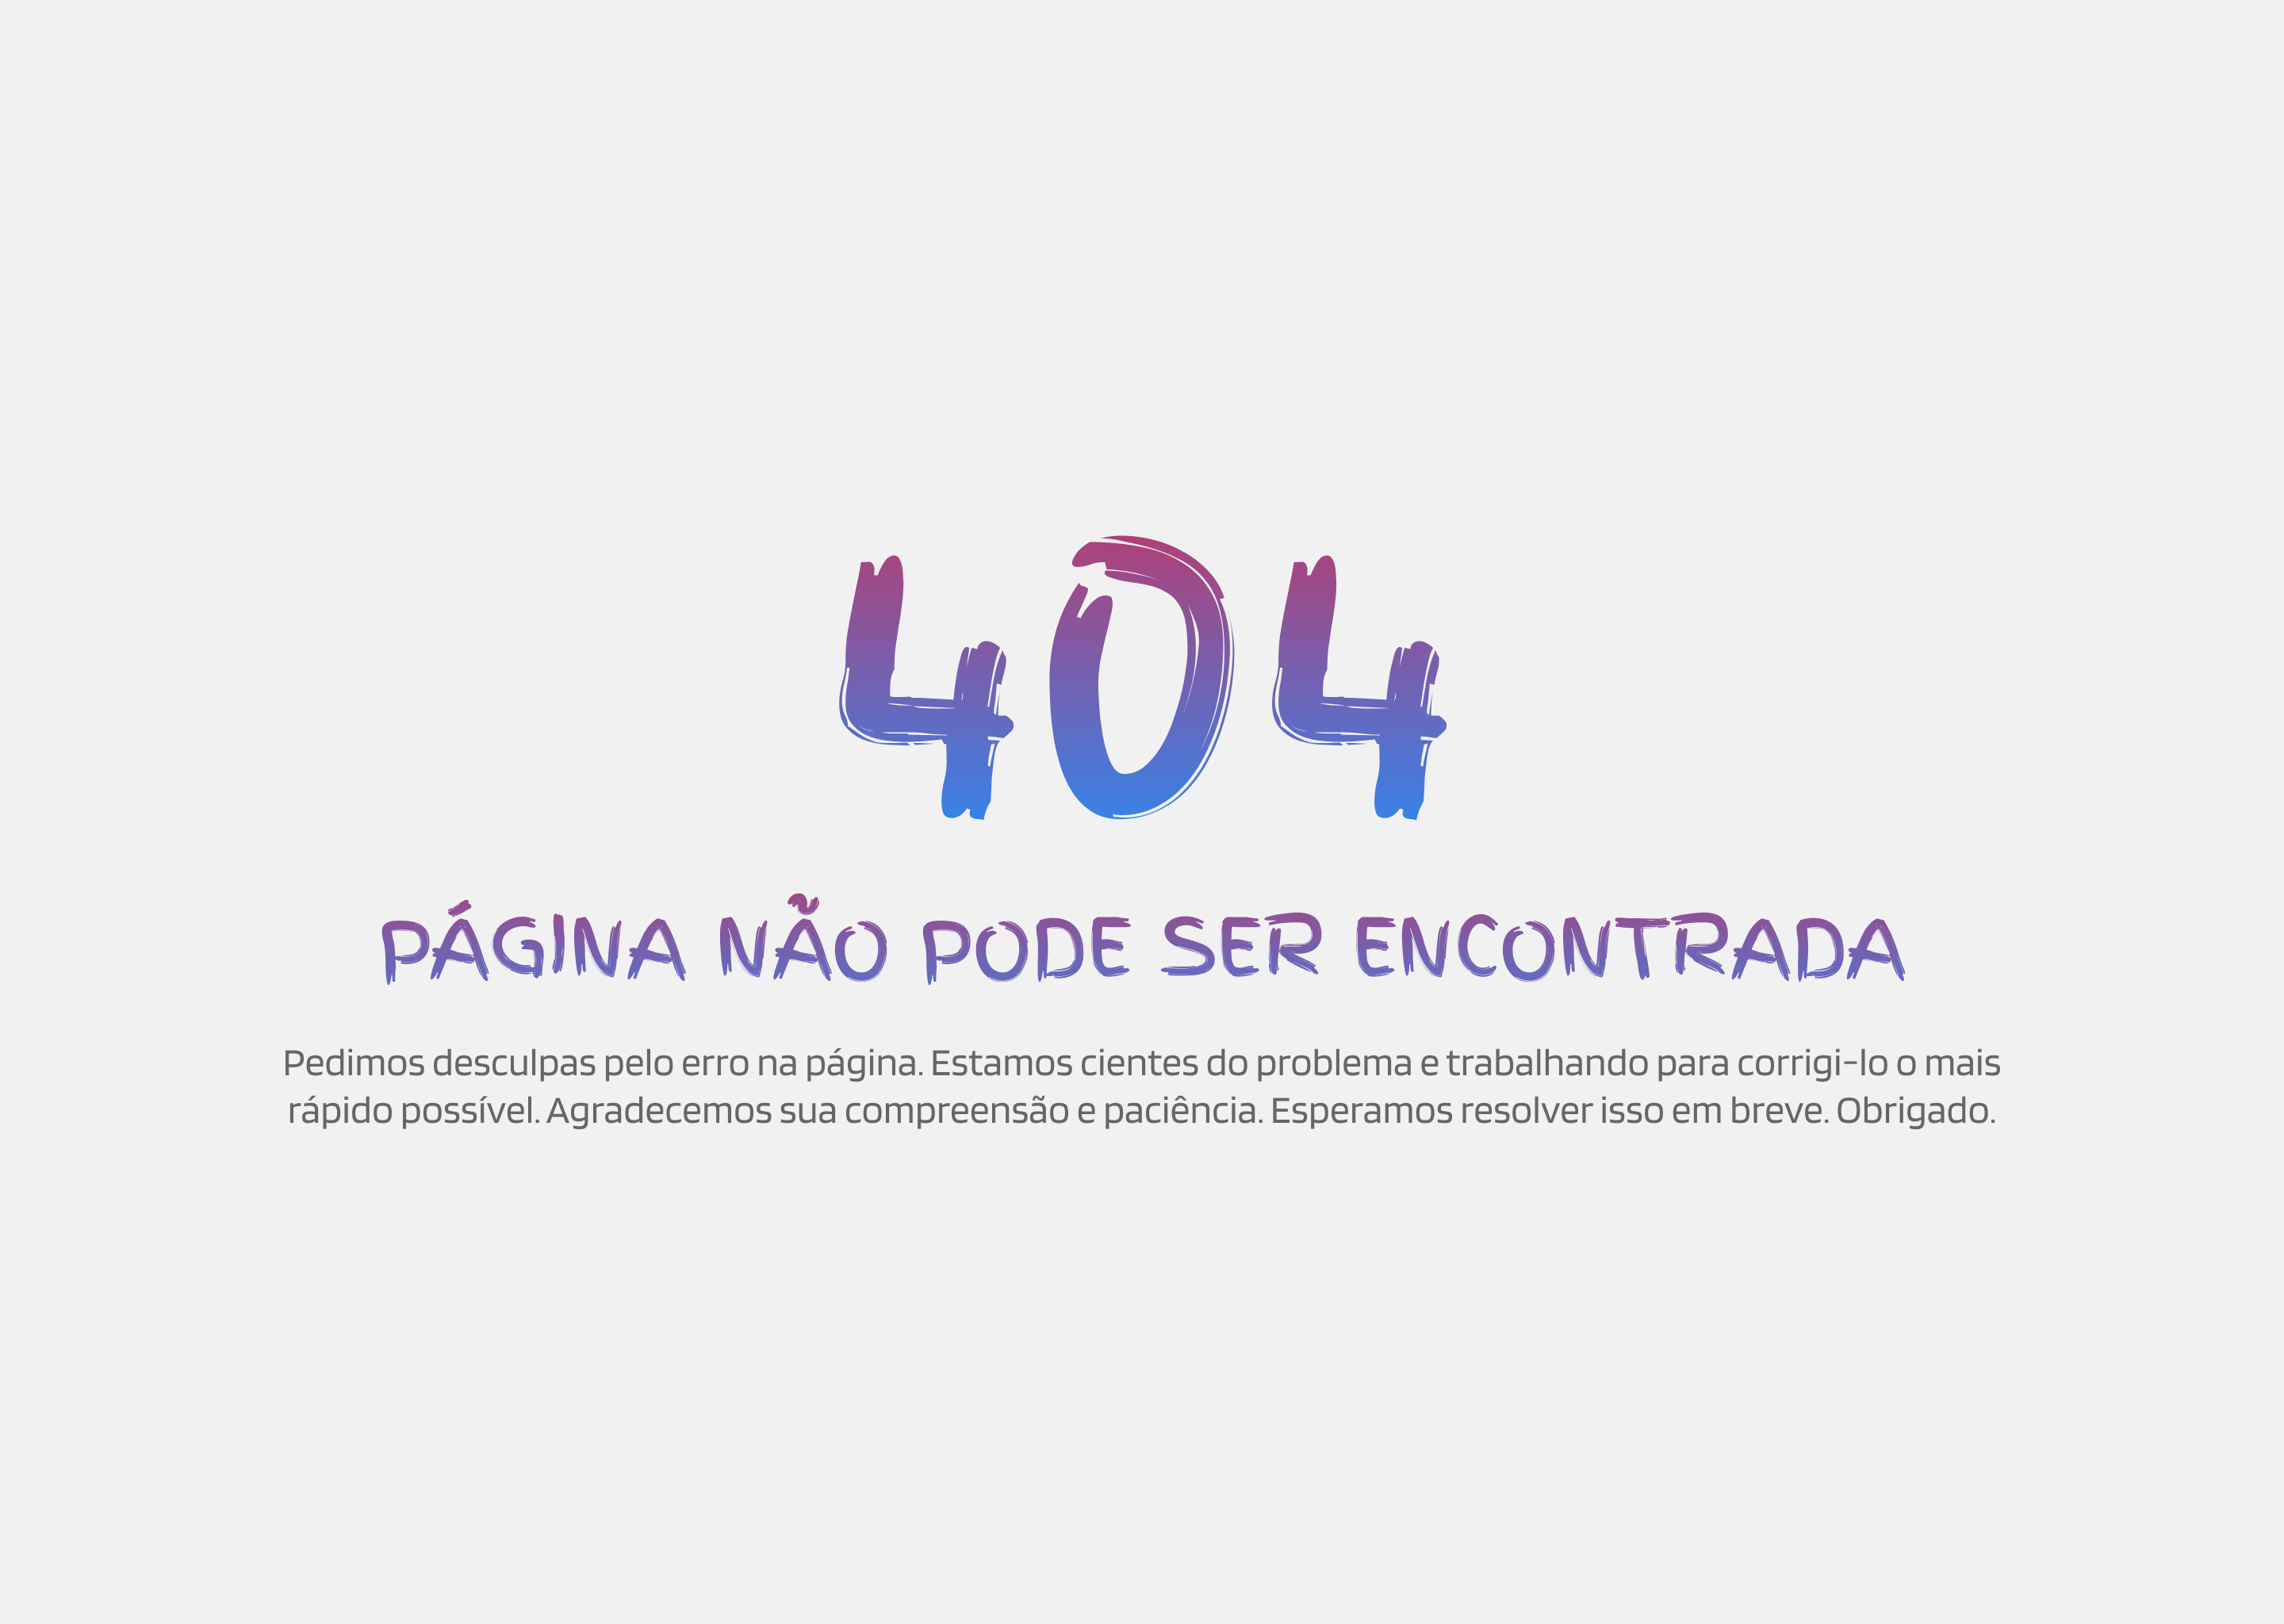 404
PÁGINA NÃO PODE SER ENCONTRADA
Pedimos desculpas pelo erro na página. Estamos cientes do problema e trabalhando para corrigi-lo o mais
rápido possível. Agradecemos sua compreensão e paciência. Esperamos resolver isso em breve. Obrigado.